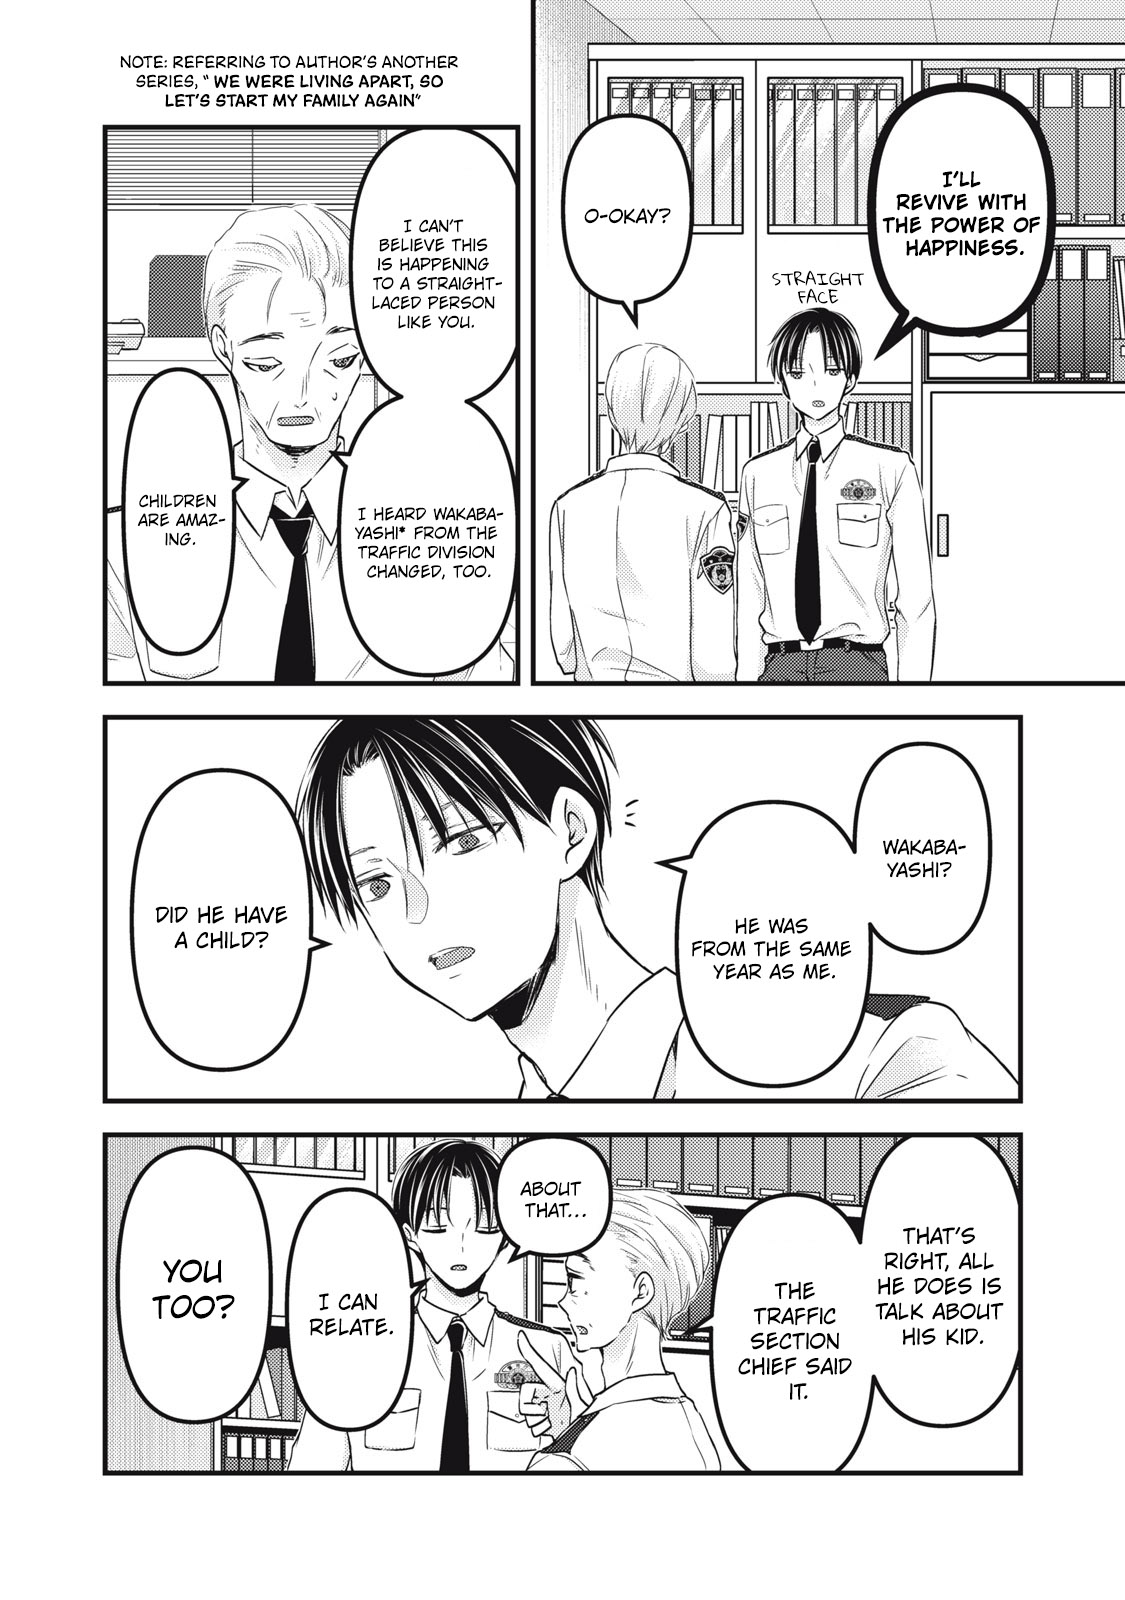 I'LL
REVIVE WITH
THE POWER OF
HAPPINESS.
STRAIGHT
FACE
O-OKAY?
NOTE: REFERRING TO AUTHOR'S ANOTHER
SERIES, " WE WERE LIVING APART, SO
LET'S START MY FAMILY AGAIN"
I CAN'T
BELIEVE THIS
IS HAPPENING
TO A STRAIGHT-
LACED PERSON
LIKE YOU.
I HEARD WAKABA-
YASHI* FROM THE
TRAFFIC DIVISION
CHANGED, TOO.
CHILDREN
ARE AMAZ-
ING.
WAKABA-
YASHI?
HE WAS
FROM THE SAME
YEAR AS ME.
DID HE HAVE
A CHILD?
THAT'S
RIGHT, ALL
HE DOES IS
TALK ABOUT
HIS KID.
THE
TRAFFIC
SECTION
CHIEF SAID
IT.
ABOUT
THAT...
I CAN
RELATE.
YOU
TOO?